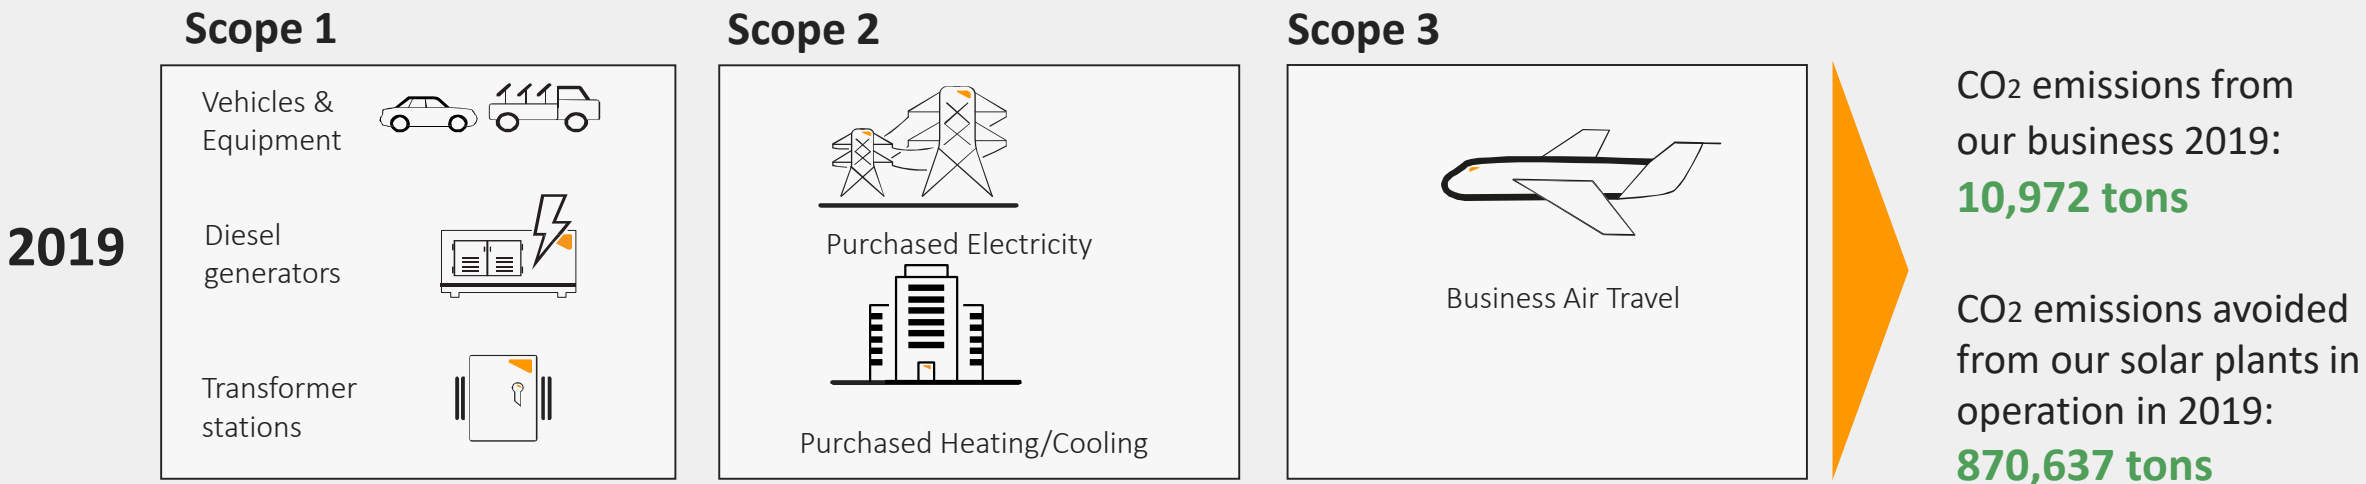 Scope 1
Scope 2
Scope 3
2019
Vehicles &
Equipment
Diesel
generators
Transformer
stations
Purchased Electricity
Purchased Heating/Cooling
Business Air Travel
CO2 emissions from
our business 2019:
10,972 tons
CO2 emissions avoided
from our solar plants in
operation in 2019:
870,637 tons